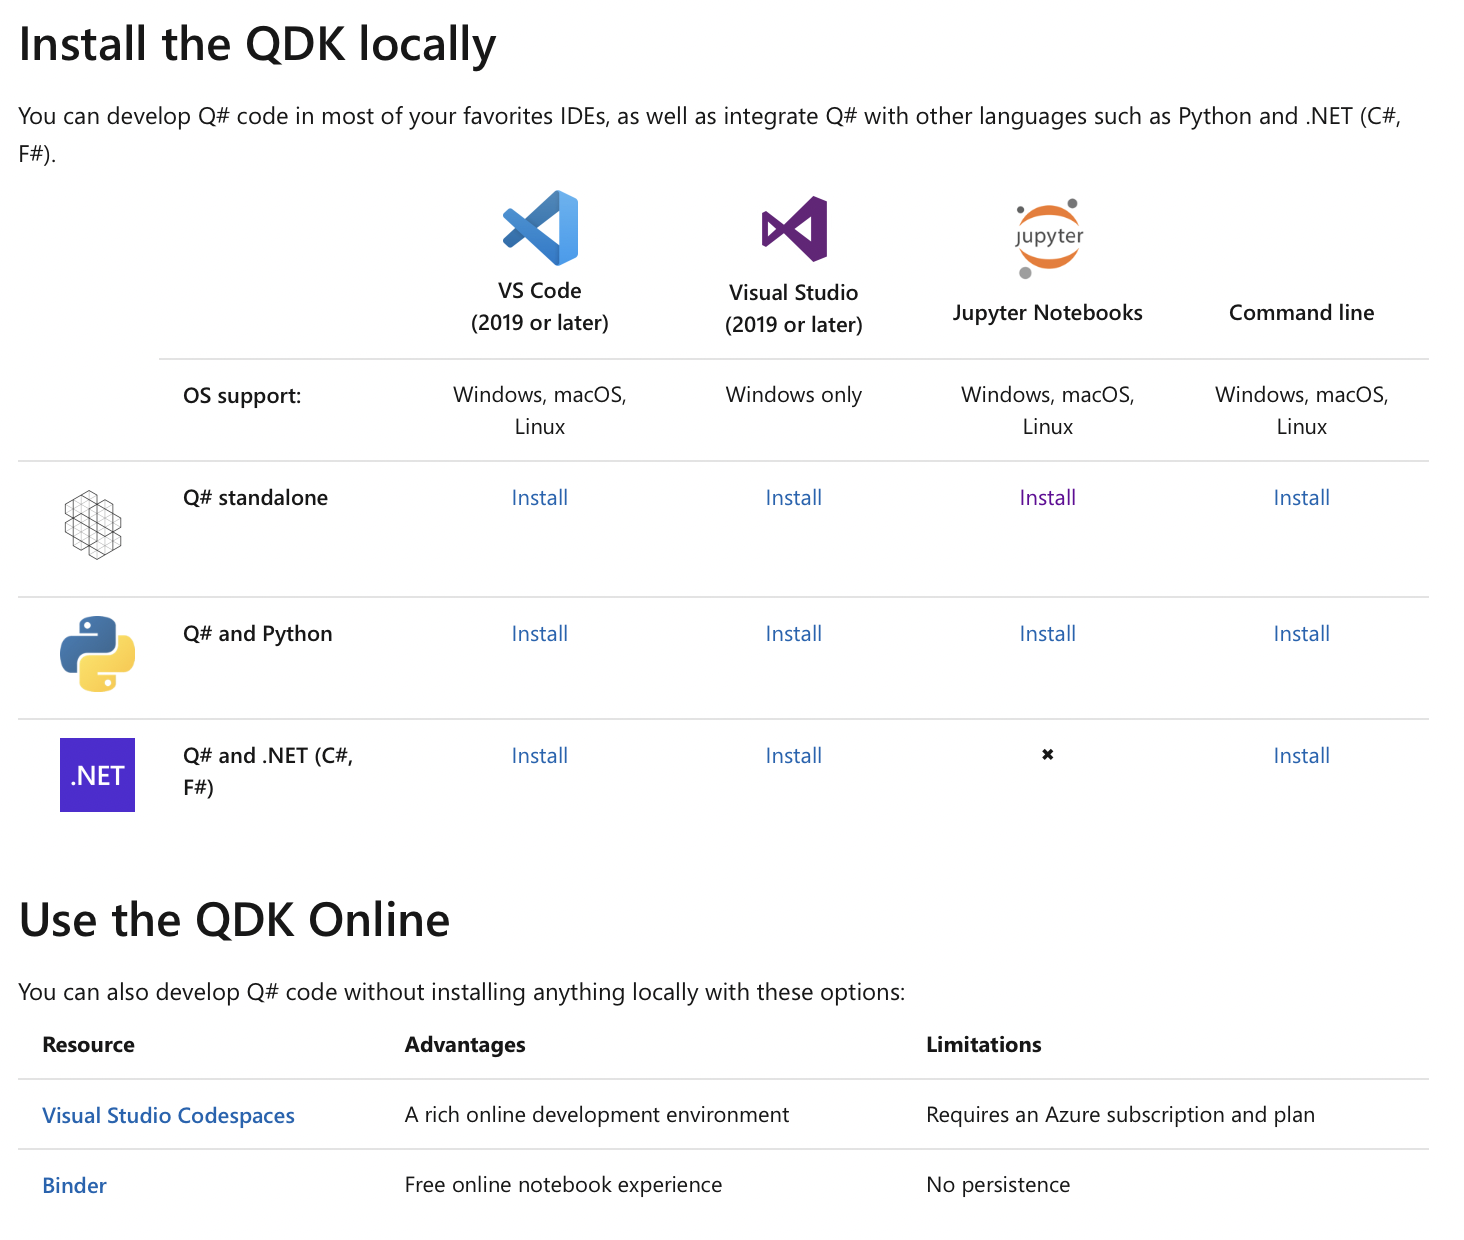 Install the QDK locally
You can develop Q# code in most of your favorites IDEs, as well as integrate Q# with other languages such as Python and .NET (C#,
F#).
jupyter
VS Code
(2019 or later)
Visual Studio
(2019 or later)
Jupyter Notebooks
Command line
OS support:
Windows, macOS,
Linux
Windows only
Windows, macOS,
Linux
Windows, macOS,
Linux
Q# standalone
Install
Install
Install
Install
Q# and Python
Install
Install
Install
Install
.NET
Q# and .NET (C#,
F#)
Install
Install
✖
Install
Use the QDK Online
You can also develop Q# code without installing anything locally with these options:
Resource
Advantages
Limitations
Visual Studio Codespaces
A rich online development environment
Requires an Azure subscription and plan
Binder
Free online notebook experience
No persistence